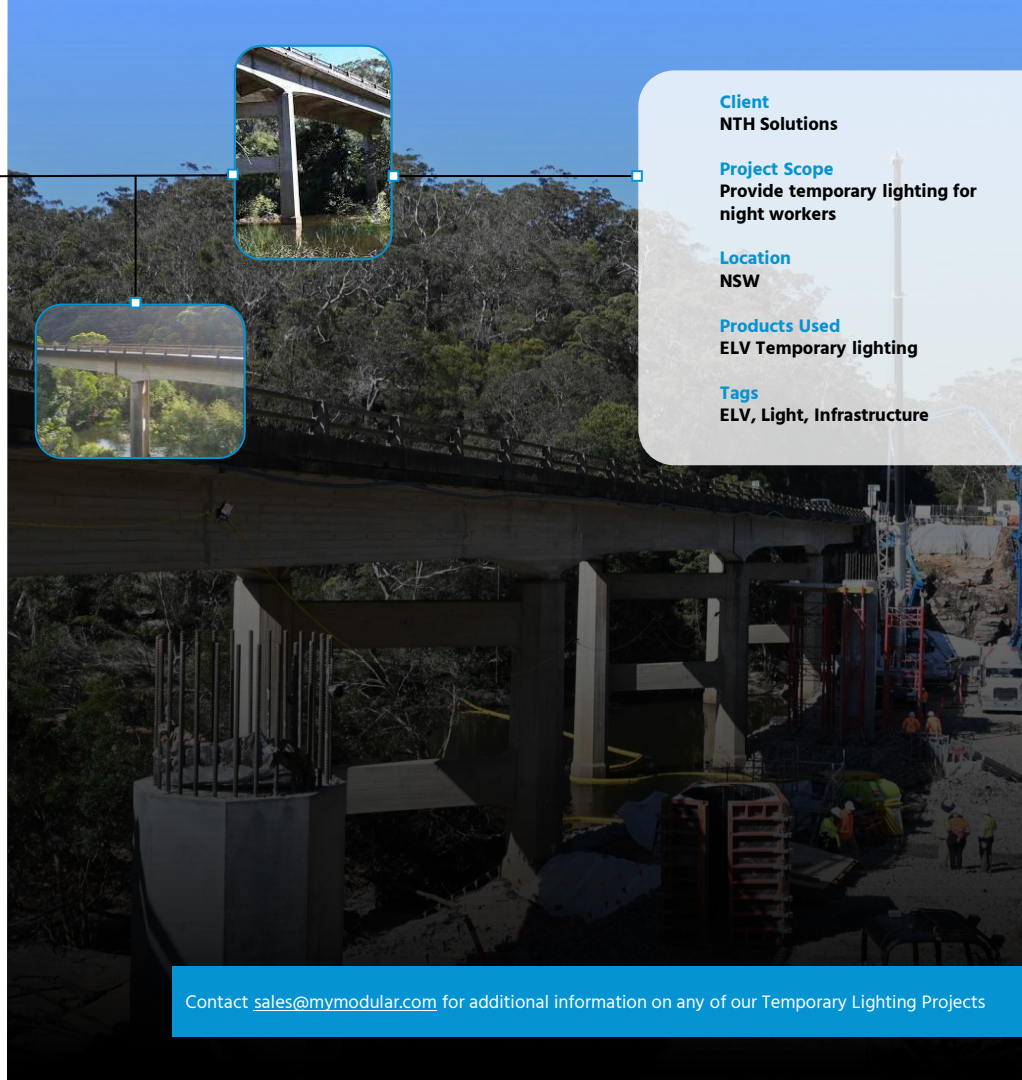 Client
NTH Solutions
Project Scope
Provide temporary lighting for
night workers
Location
NSW
Products Used
ELV Temporary lighting
Tags
ELV, Light, Infrastructure
Contact sales@mymodular.com for additional information on any of our Temporary Lighting Projects